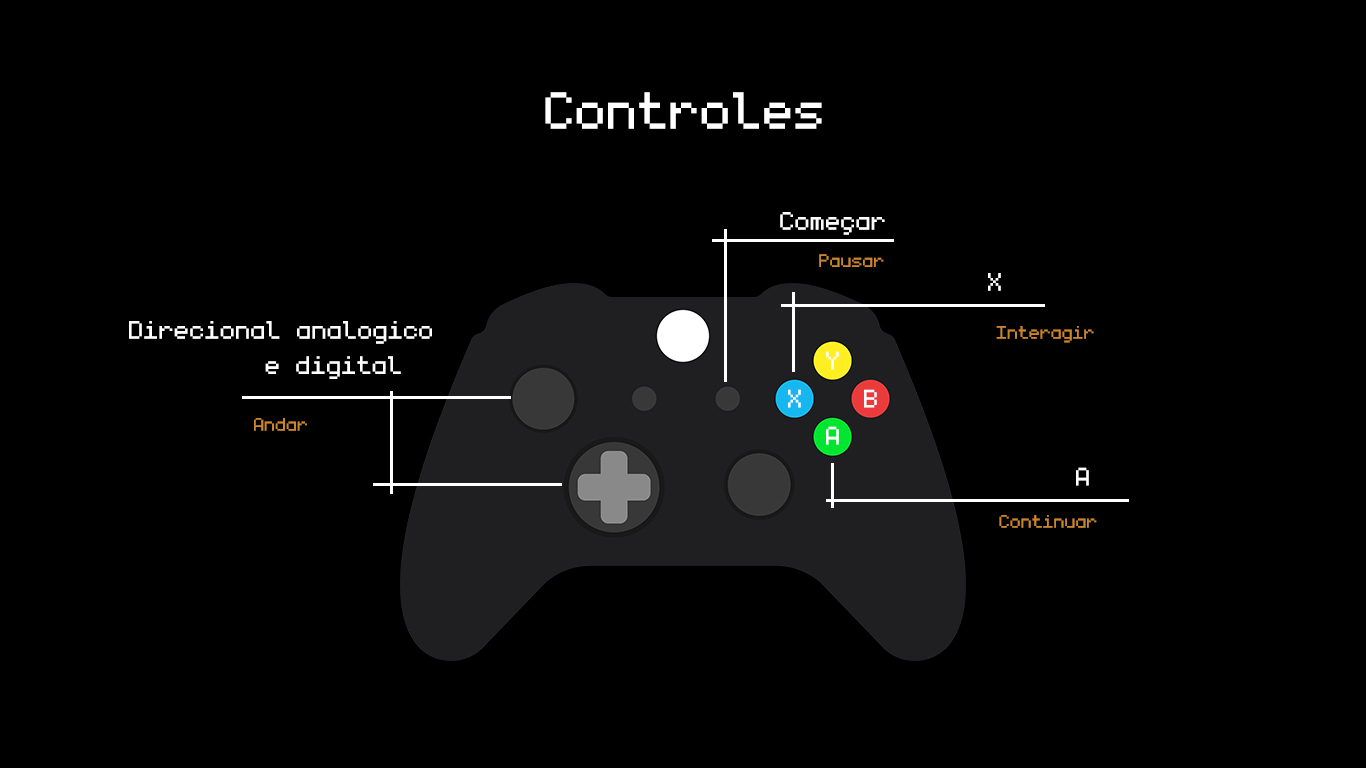 Controles
Começar
Pausar
X
Interagir
Direcional analogico
e digital
Andar
Y
X
B
A
A
Continuar